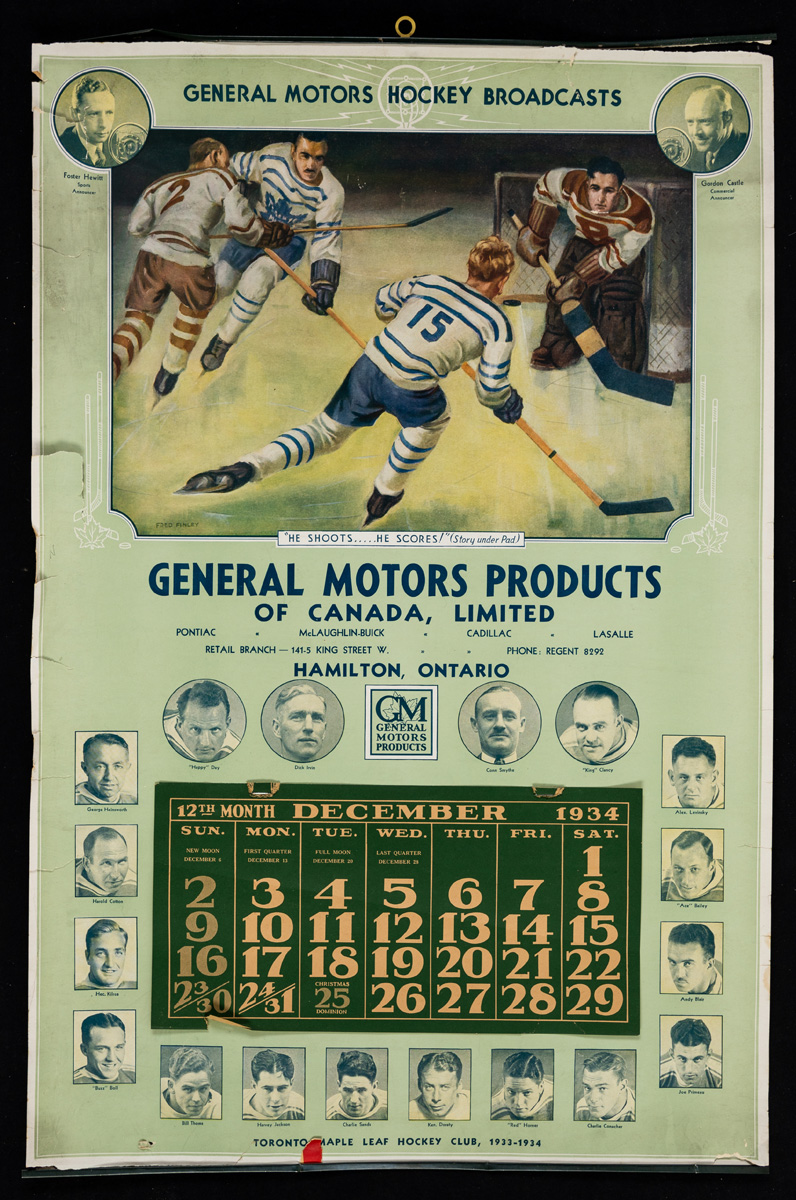 GENERAL MOTORS HOCKEY BROADCASTS
Foster Hewitt
Sports
Announcer
Gordon Castle
Commercial
Announcer
2
15
B
FRED FINLEY
"HE SHOOTS.....HE SCORES!" (Story under Pad)
GENERAL MOTORS PRODUCTS
OF CANADA, LIMITED
PONTIAC • McLAUGHLIN-BUICK • CADILLAC • LASALLE
RETAIL BRANCH — 141-5 KING STREET W. • • PHONE: REGENT 8292
HAMILTON, ONTARIO
"Happy" Day
Dick Irvin
GM
GENERAL
MOTORS
PRODUCTS
Conn Smythe
"King" Clancy
George Hainsworth
Alex. Levinsky
Harold Cotton
"Ace" Bailey
Hec. Kilrea
Andy Blair
"Buzz" Boll
Joe Primeau
12TH MONTH DECEMBER 1934
SUN. MON. TUE. WED. THU. FRI. SAT.
NEW MOON FIRST QUARTER FULL MOON LAST QUARTER
DECEMBER 6 DECEMBER 13 DECEMBER 20 DECEMBER 28
1
2 3 4 5 6 7 8
9 10 11 12 13 14 15
16 17 18 19 20 21 22
23/30 24/31 CHRISTMAS 25 DOMINION 26 27 28 29
Bill Thoms
Harvey Jackson
Charlie Sands
Ken. Doraty
"Red" Horner
Charlie Conacher
TORONTO MAPLE LEAF HOCKEY CLUB, 1933-1934